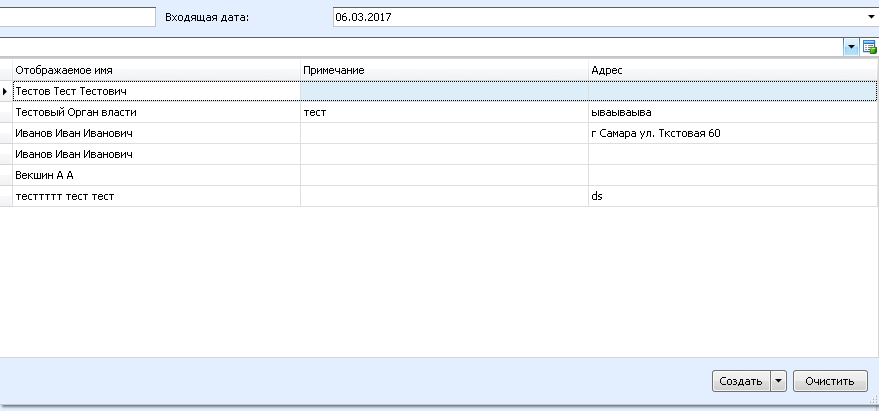 Входящая дата: 06.03.2017
Отображаемое имя Примечание Адрес
Тестов Тест Тестович
Тестовый Орган власти тест ываываыва
Иванов Иван Иванович г Самара ул. Ткстовая 60
Иванов Иван Иванович
Векшин А А
тесттттт тест тест ds
Создать Очистить